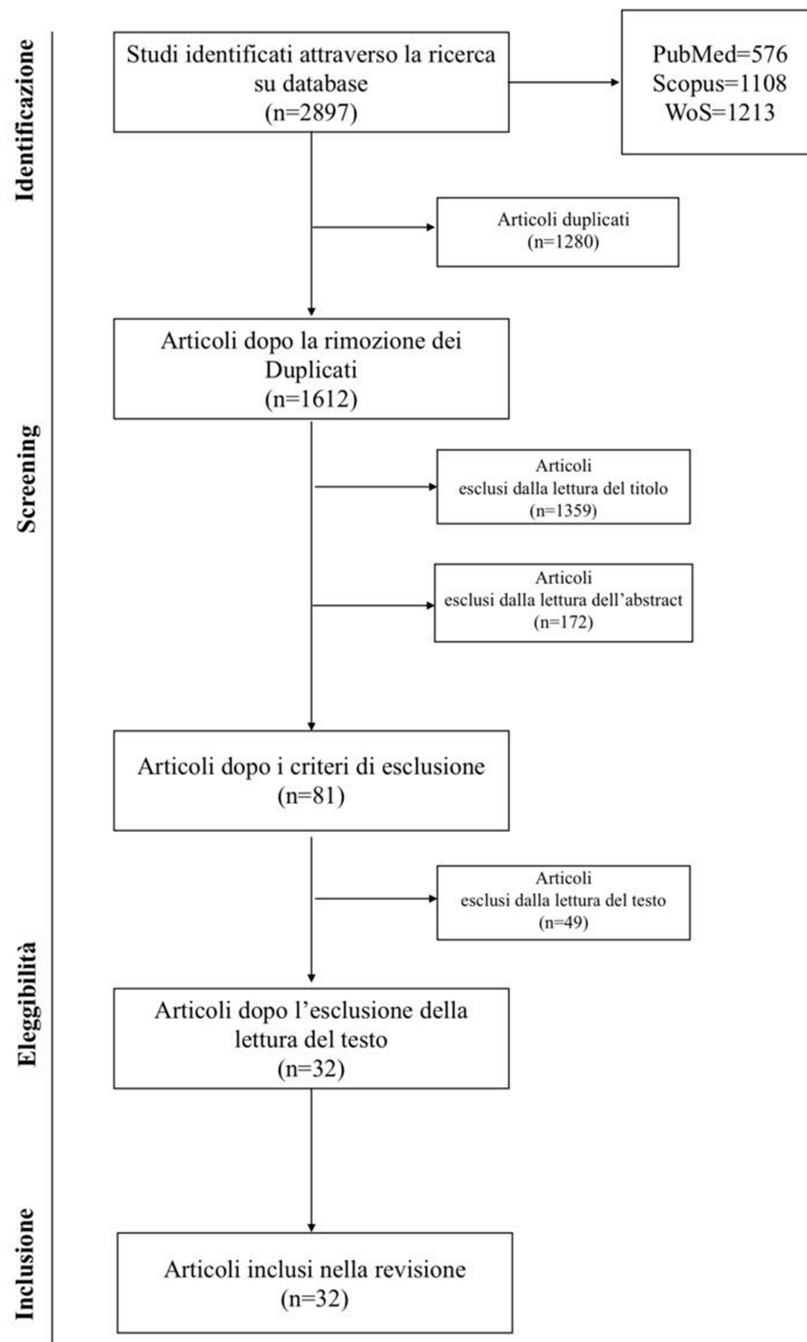 Identificazione
Studi identificati attraverso la ricerca
su database
(n=2897)
PubMed=576
Scopus=1108
WoS=1213
Articoli duplicati
(n=1280)
Screening
Articoli dopo la rimozione dei
Duplicati
(n=1612)
Articoli
esclusi dalla lettura del titolo
(n=1359)
Articoli
esclusi dalla lettura dell’abstract
(n=172)
Articoli dopo i criteri di esclusione
(n=81)
Eleggibilità
Articoli
esclusi dalla lettura del testo
(n=49)
Articoli dopo l’esclusione della
lettura del testo
(n=32)
Inclusione
Articoli inclusi nella revisione
(n=32)